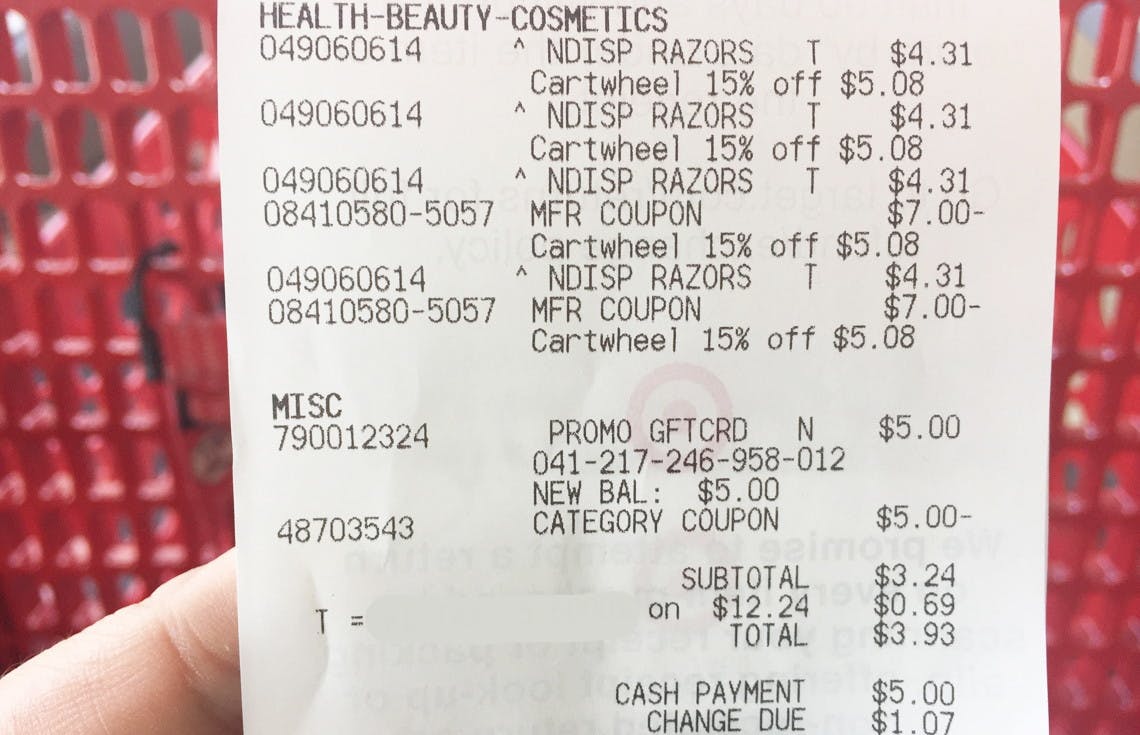 HEALTH-BEAUTY-COSMETICS
049060614 ^ NDISP RAZORS T $4.31
Cartwheel 15% off $5.08
049060614 ^ NDISP RAZORS T $4.31
Cartwheel 15% off $5.08
049060614 ^ NDISP RAZORS T $4.31
08410580-5057 MFR COUPON $7.00-
Cartwheel 15% off $5.08
049060614 ^ NDISP RAZORS T $4.31
08410580-5057 MFR COUPON $7.00-
Cartwheel 15% off $5.08
MISC
790012324 PROMO GFTCRD N $5.00
041-217-246-958-012
NEW BAL: $5.00
48703543 CATEGORY COUPON $5.00-
SUBTOTAL $3.24
T = on $12.24 $0.69
TOTAL $3.93
CASH PAYMENT $5.00
CHANGE DUE $1.07